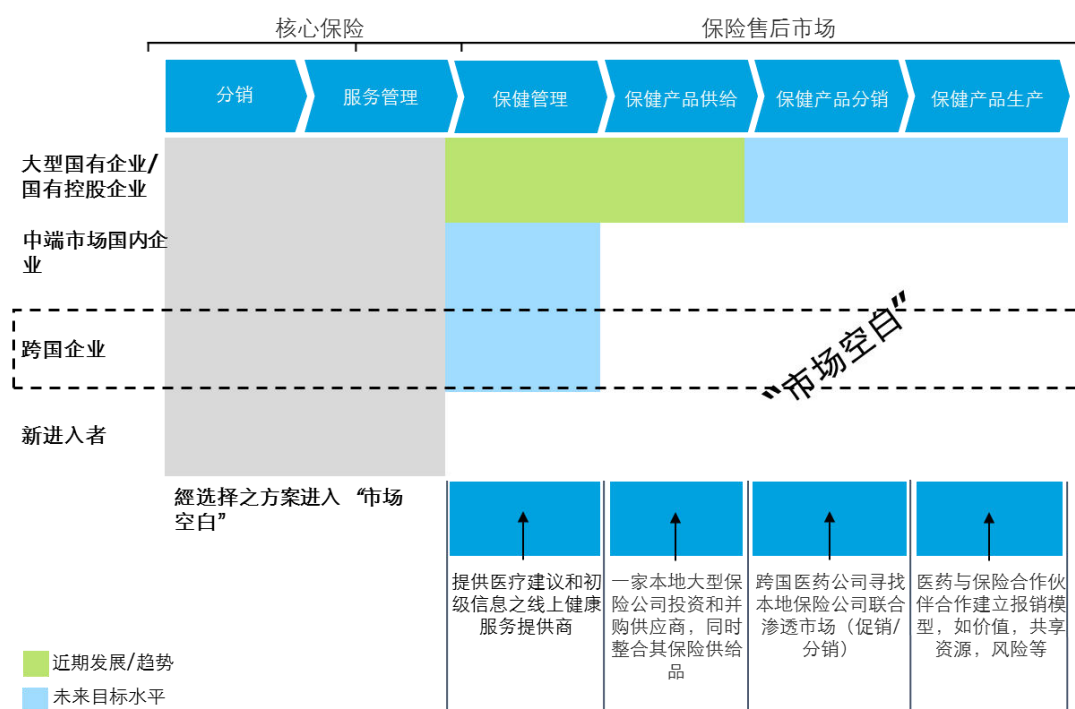 核心保险
保险售后市场
分销
服务管理
保健管理
保健产品供给
保健产品分销
保健产品生产
大型国有企业/
国有控股企业
中端市场国内企
业
跨国企业
新进入者
“市场空白”
經选择之方案进入 “市场
空白”
提供医疗建议和初
级信息之线上健康
服务提供商
一家本地大型保
险公司投资和并
购供应商，同时
整合其保险供给
品
跨国医药公司寻找
本地保险公司联合
渗透市场（促销/
分销）
医药与保险合作伙
伴合作建立报销模
型，如价值，共享
资源，风险等
近期发展/趋势
未来目标水平